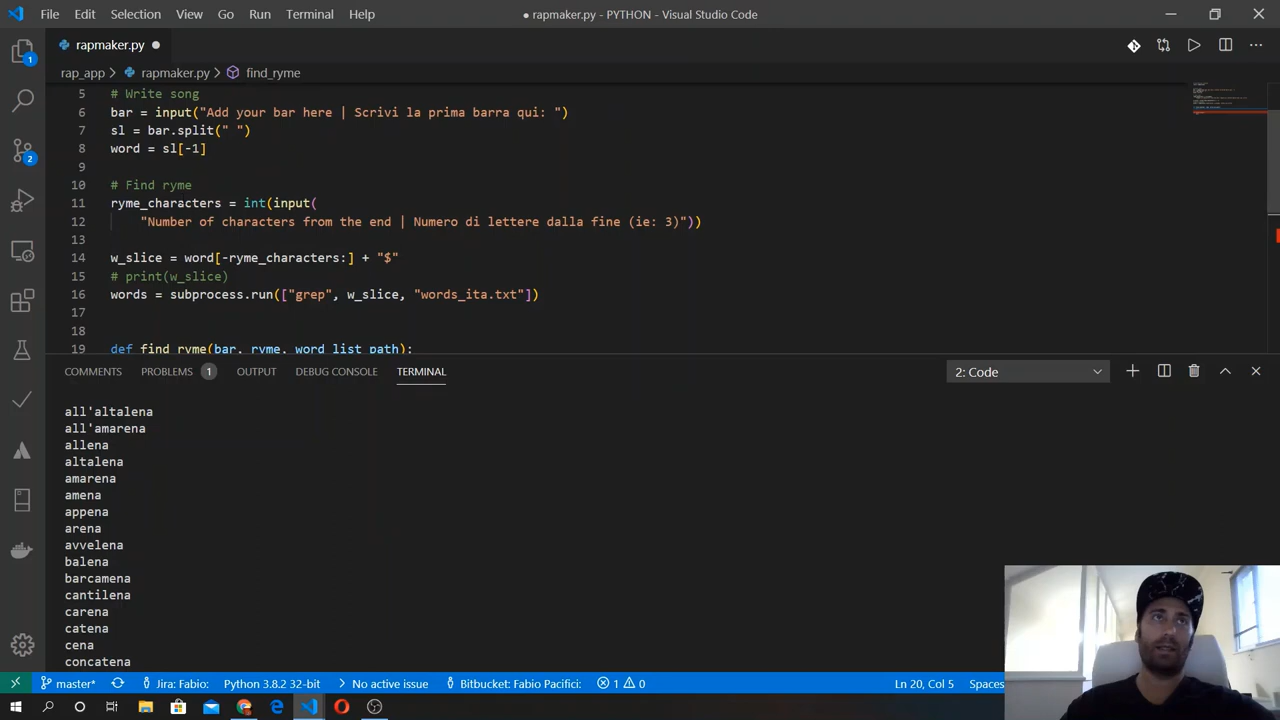 File Edit Selection View Go Run Terminal Help
● rapmaker.py - PYTHON - Visual Studio Code
rapmaker.py ●
rap_app > rapmaker.py > find_ryme
5 # Write song
6 bar = input("Add your bar here | Scrivi la prima barra qui: ")
7 sl = bar.split(" ")
8 word = sl[-1]
9
10 # Find ryme
11 ryme_characters = int(input(
12 "Number of characters from the end | Numero di lettere dalla fine (ie: 3)"))
13
14 w_slice = word[-ryme_characters:] + "$"
15 # print(w_slice)
16 words = subprocess.run(["grep", w_slice, "words_ita.txt"])
17
18
19 def find_ryme(bar, ryme, word_list_path):
1
2
COMMENTS PROBLEMS 1 OUTPUT DEBUG CONSOLE TERMINAL
2: Code
all'altalena
all'amarena
allena
altalena
amarena
amena
appena
arena
avvelena
balena
barcamena
cantilena
carena
catena
cena
concatena
master* Jira: Fabio: Python 3.8.2 32-bit No active issue Bitbucket: Fabio Pacifici: 1 0 Ln 20, Col 5 Spaces